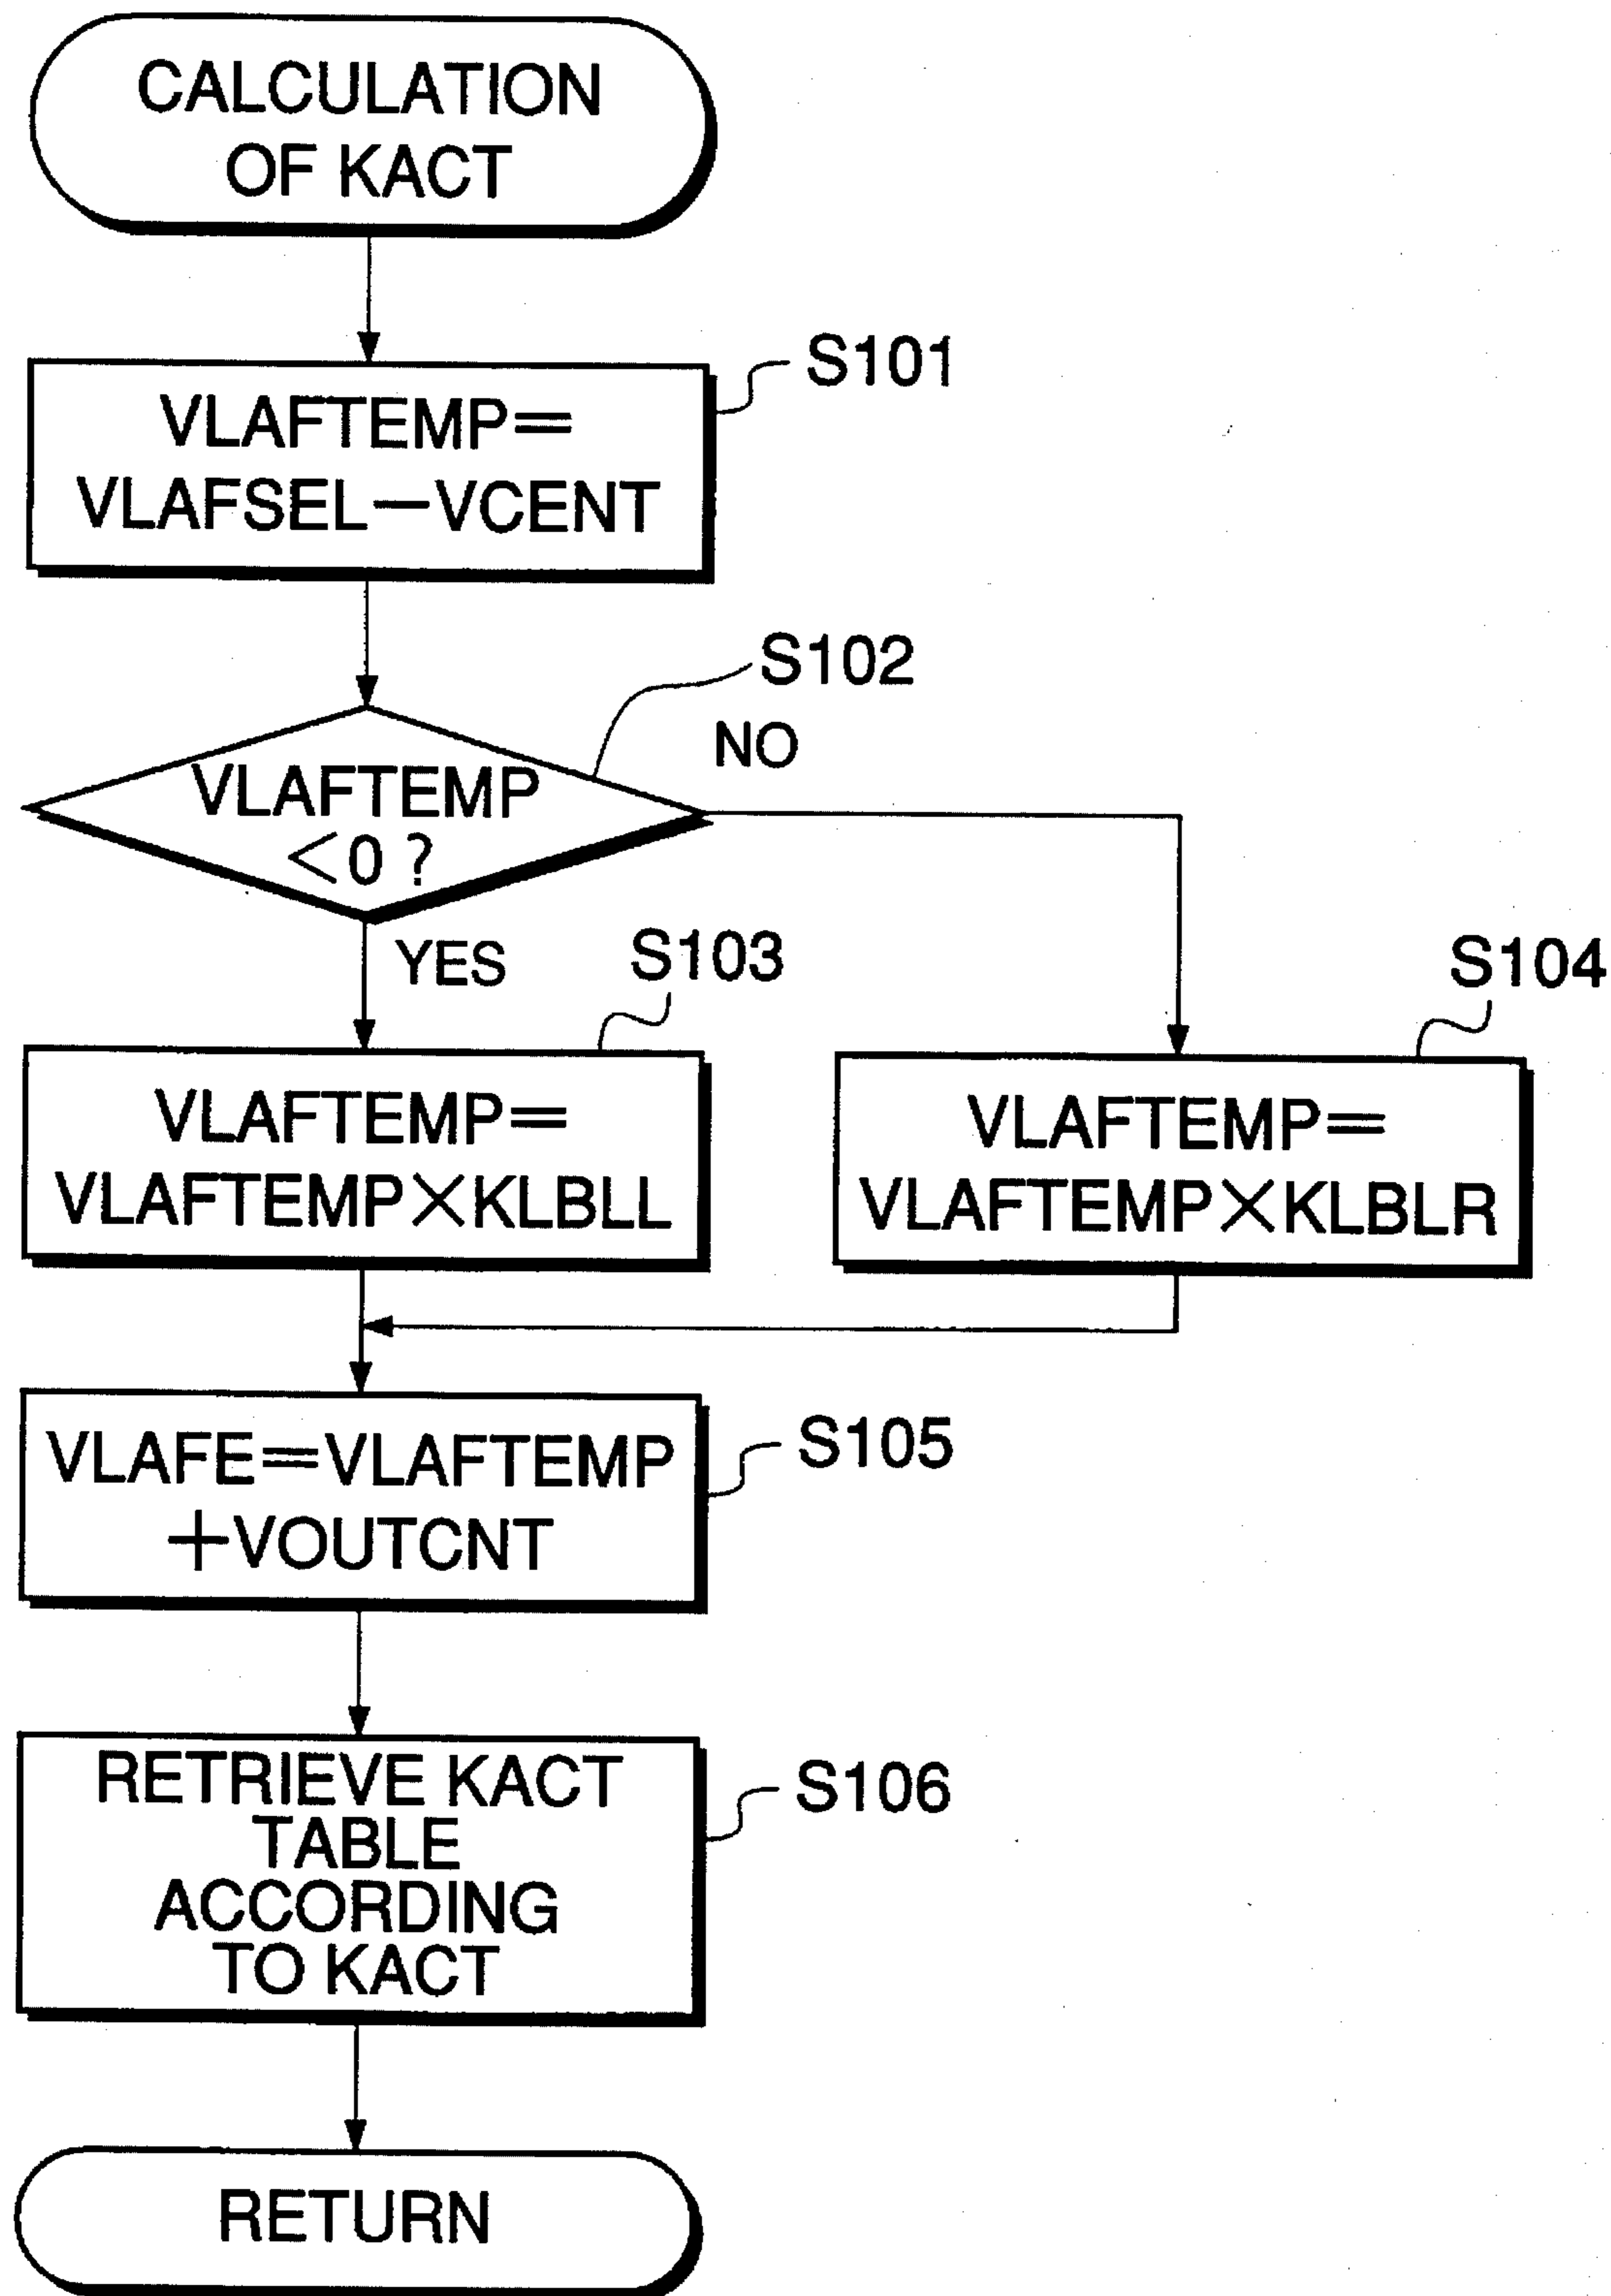 CALCULATION
OF KACT
S101
VLAFTEMP=
VLAFSEL−VCENT
S102
NO
VLAFTEMP
<0 ?
YES
S103
S104
VLAFTEMP=
VLAFTEMP×KLBLL
VLAFTEMP=
VLAFTEMP×KLBLR
VLAFE=VLAFTEMP
+VOUTCNT
S105
RETRIEVE KACT
TABLE
ACCORDING
TO KACT
S106
RETURN